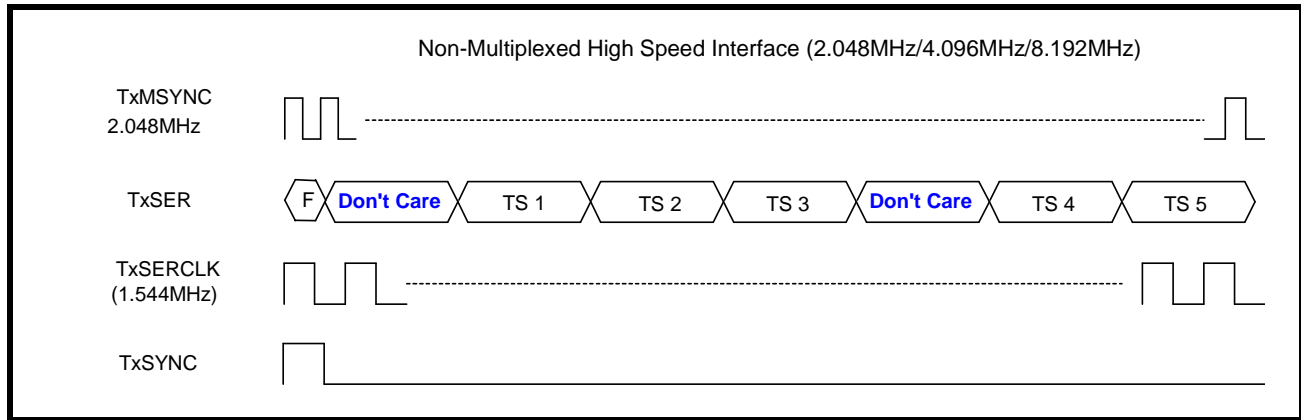 Non-Multiplexed High Speed Interface (2.048MHz/4.096MHz/8.192MHz)
TxMSYNC
2.048MHz
TxSER
F Don't Care TS 1 TS 2 TS 3 Don't Care TS 4 TS 5
TxSERCLK
(1.544MHz)
TxSYNC